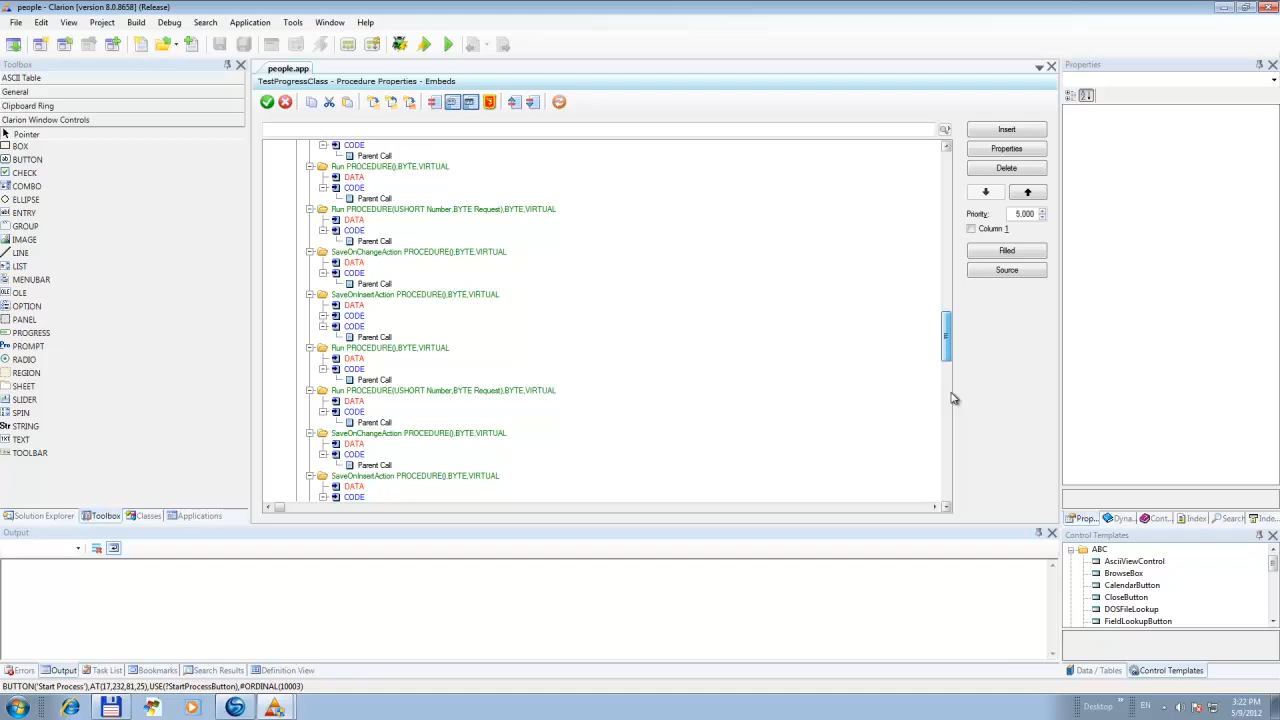 people - Clarion [version 8.0.8658] (Release)
File Edit View Project Build Debug Search Application Tools Window Help
Toolbox
ASCII Table
General
Clipboard Ring
Clarion Window Controls
Pointer
BOX
BUTTON
CHECK
COMBO
ELLIPSE
ENTRY
GROUP
IMAGE
LINE
LIST
MENUBAR
OLE
OPTION
PANEL
PROGRESS
Pro PROMPT
RADIO
REGION
SHEET
SLIDER
SPIN
Str STRING
TEXT
TOOLBAR
Solution Explorer Toolbox Classes Applications
people.app
TestProgressClass - Procedure Properties - Embeds
CODE
Parent Call
Run PROCEDURE(),BYTE,VIRTUAL
DATA
CODE
Parent Call
Run PROCEDURE(USHORT Number,BYTE Request),BYTE,VIRTUAL
DATA
CODE
Parent Call
SaveOnChangeAction PROCEDURE(),BYTE,VIRTUAL
DATA
CODE
Parent Call
SaveOnInsertAction PROCEDURE(),BYTE,VIRTUAL
DATA
CODE
CODE
Parent Call
Run PROCEDURE(),BYTE,VIRTUAL
DATA
CODE
Parent Call
Run PROCEDURE(USHORT Number,BYTE Request),BYTE,VIRTUAL
DATA
CODE
Parent Call
SaveOnChangeAction PROCEDURE(),BYTE,VIRTUAL
DATA
CODE
Parent Call
SaveOnInsertAction PROCEDURE(),BYTE,VIRTUAL
DATA
CODE
Insert
Properties
Delete
Priority: 5,000
Column 1
Filled
Source
Properties
Prop... Dyna... Cont... Index Search Inde...
Control Templates
ABC
AsciiViewControl
BrowseBox
CalendarButton
CloseButton
DOSFileLookup
FieldLookupButton
Data / Tables Control Templates
Output
Errors Output Task List Bookmarks Search Results Definition View
BUTTON('Start Process'),AT(17,232,81,25),USE(?StartProcessButton),#ORDINAL(10003)
Desktop EN 3:22 PM
5/9/2012